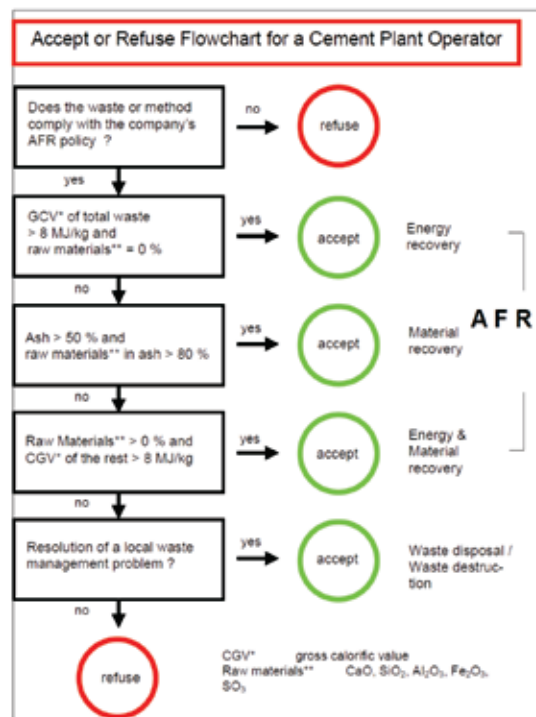 Accept or Refuse Flowchart for a Cement Plant Operator
Does the waste or method
comply with the company's
AFR policy ?
no
refuse
yes
GCV* of total waste
> 8 MJ/kg and
raw materials** = 0 %
yes
accept
Energy
recovery
no
Ash > 50 % and
raw materials** in ash > 80 %
yes
accept
Material
recovery
A F R
no
Raw Materials** > 0 % and
CGV* of the rest > 8 MJ/kg
yes
accept
Energy &
Material
recovery
no
Resolution of a local waste
management problem ?
yes
accept
Waste disposal /
Waste destruc-
tion
no
refuse
CGV* gross calorific value
Raw materials** CaO, SiO₂, Al₂O₃, Fe₂O₃,
SO₃